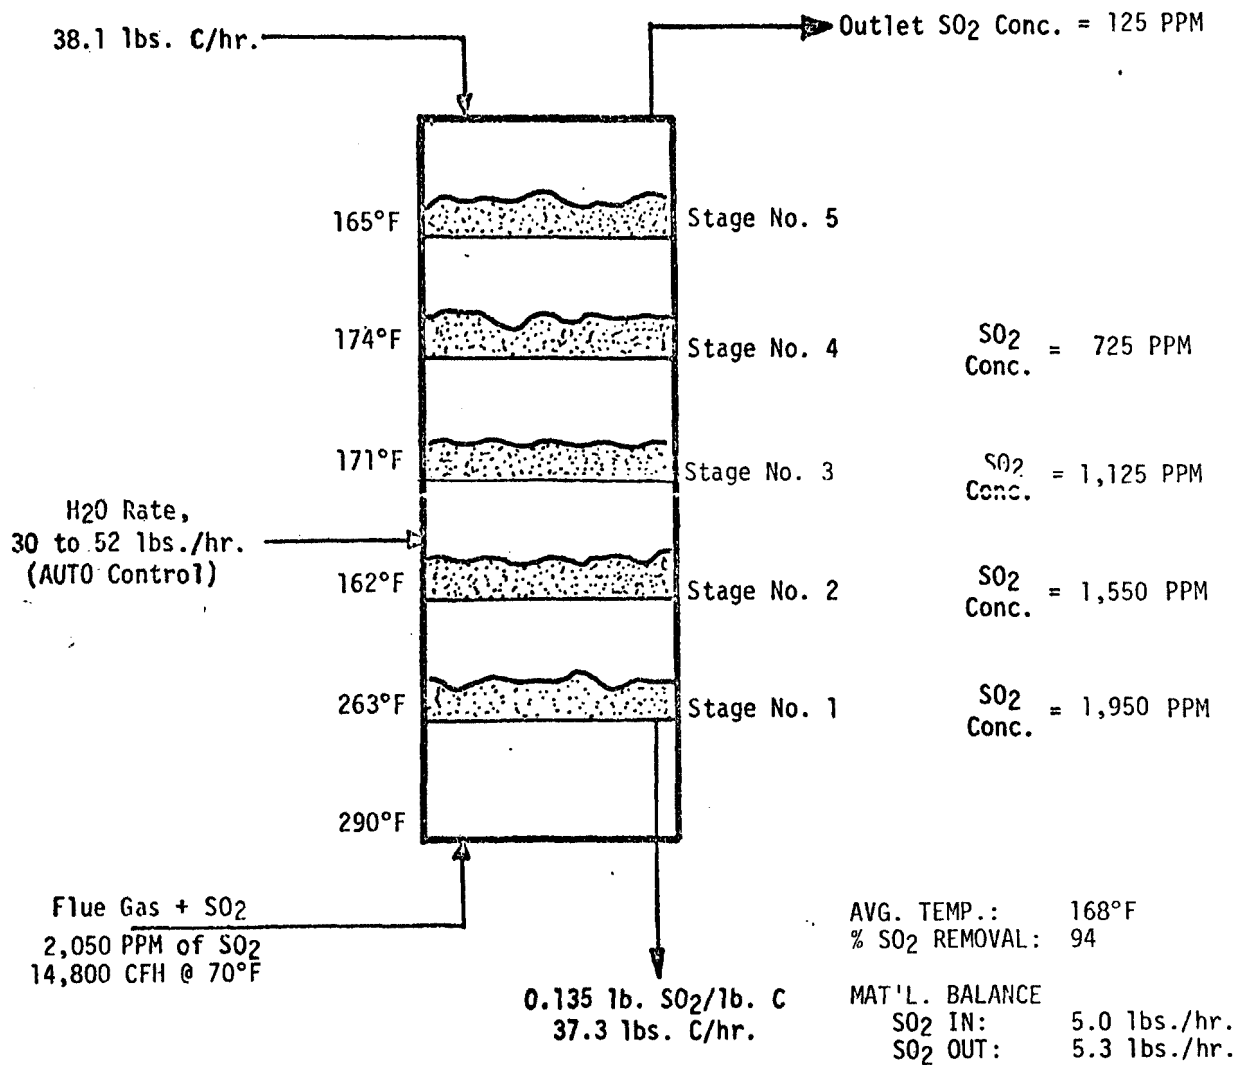 38.1 lbs. C/hr.
Outlet SO2 Conc. = 125 PPM
165°F
Stage No. 5
174°F
Stage No. 4
SO2
Conc. = 725 PPM
171°F
Stage No. 3
SO2
Conc. = 1,125 PPM
H2O Rate,
30 to 52 lbs./hr.
(AUTO Control)
162°F
Stage No. 2
SO2
Conc. = 1,550 PPM
263°F
Stage No. 1
SO2
Conc. = 1,950 PPM
290°F
Flue Gas + SO2
2,050 PPM of SO2
14,800 CFH @ 70°F
0.135 lb. SO2/lb. C
37.3 lbs. C/hr.
AVG. TEMP.: 168°F
% SO2 REMOVAL: 94
MAT'L. BALANCE
SO2 IN: 5.0 lbs./hr.
SO2 OUT: 5.3 lbs./hr.